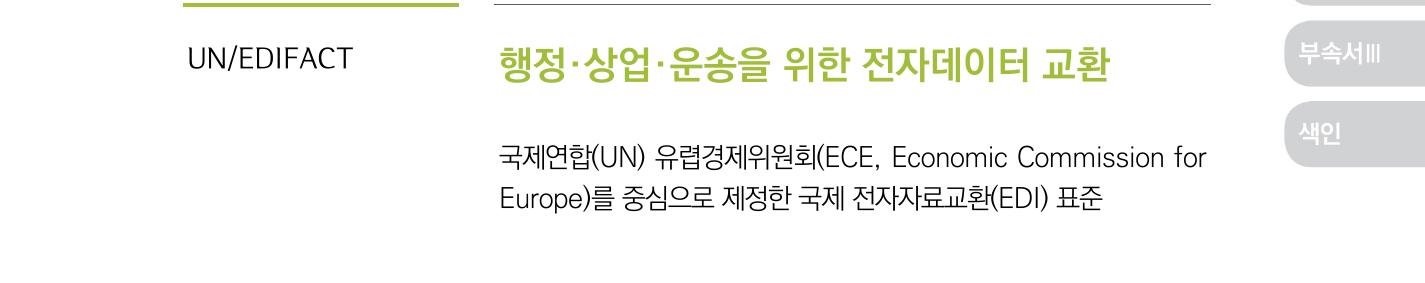 UN/EDIFACT
행정·상업·운송을 위한 전자데이터 교환
국제연합(UN) 유렵경제위원회(ECE, Economic Commission for
Europe)를 중심으로 제정한 국제 전자자료교환(EDI) 표준
부속서Ⅲ
색인